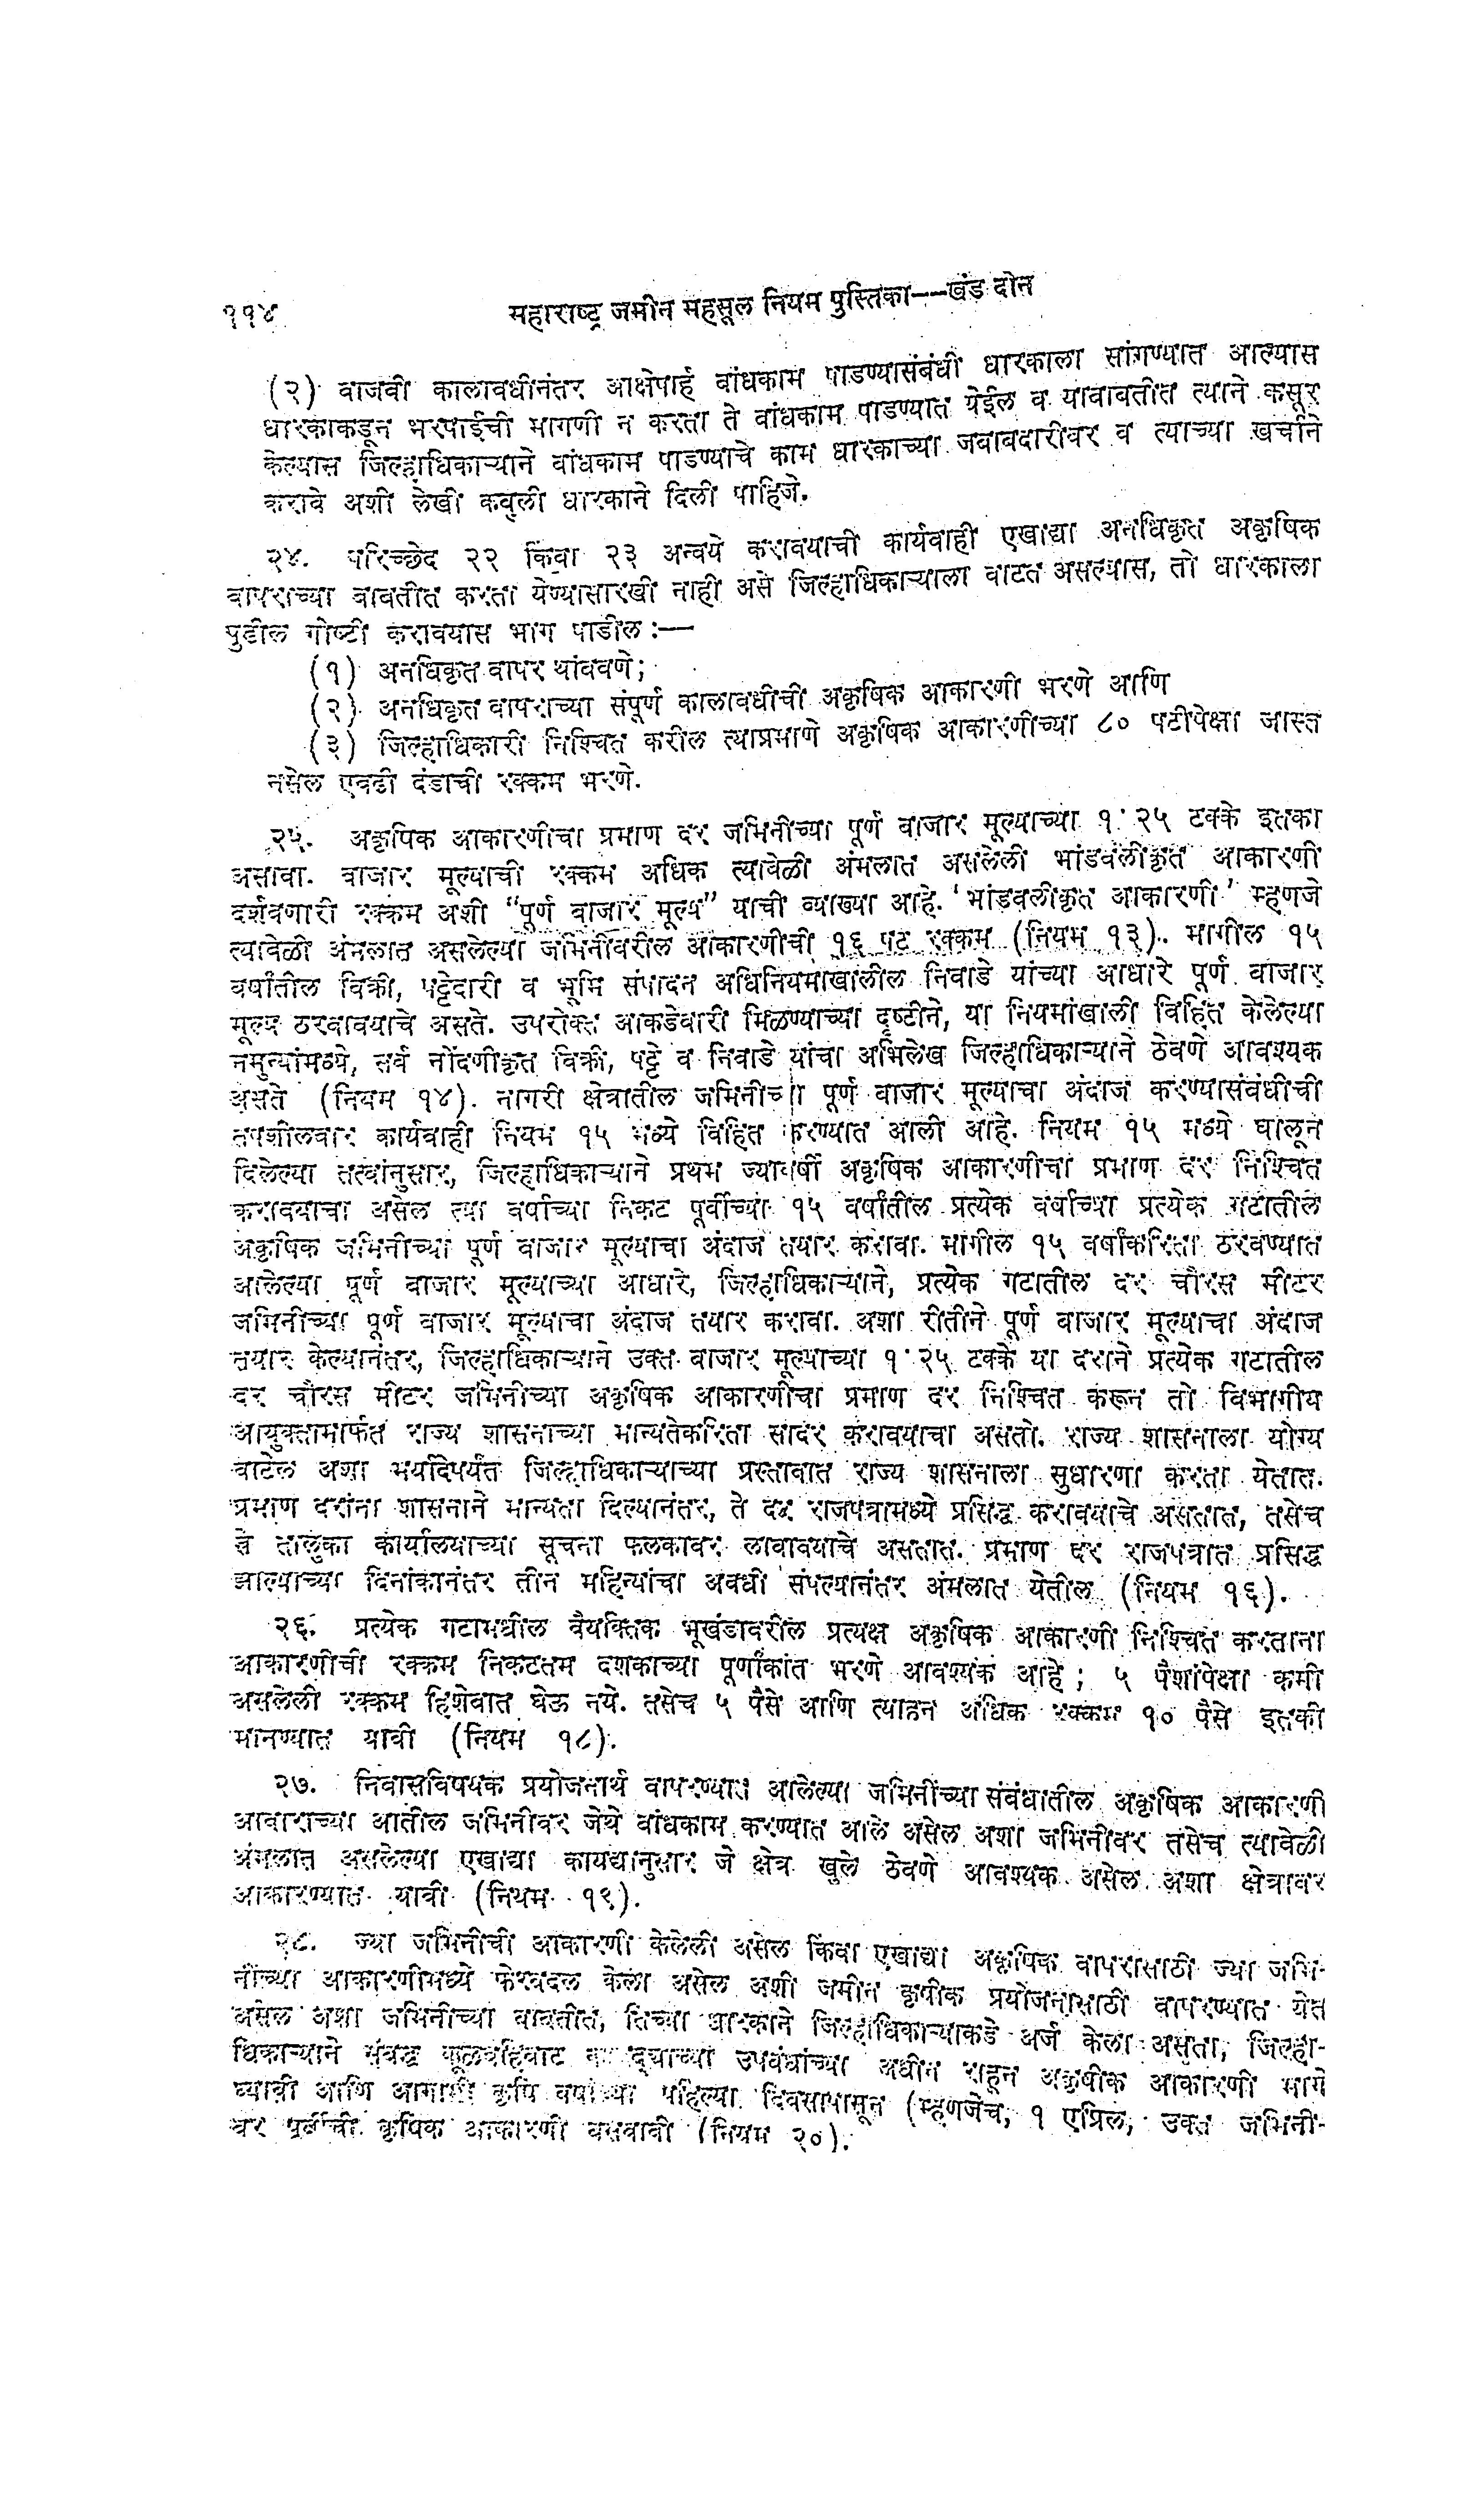 ११४ महाराष्ट्र जमीन महसूल नियम पुस्तिका--खंड दोन
(२) वाजवी कालावधीनंतर आक्षेपार्ह बांधकाम पाडण्यासंबंधी धारकाला सांगण्यात आल्यास
धारकाकडून भरपाईची मागणी न करता ते बांधकाम पाडण्यात येईल व याबाबतीत त्याने कसूर
केल्यास जिल्हाधिकाऱ्याने बांधकाम पाडण्याचे काम धारकाच्या जबाबदारीवर व त्याच्या खर्चाने
करावे अशी लेखी कबुली धारकाने दिली पाहिजे.
२४. परिच्छेद २२ किंवा २३ अन्वये करावयाची कार्यवाही एखाद्या अनधिकृत अकृषिक
वापराच्या बाबतीत करता येण्यासारखी नाही असे जिल्हाधिकाऱ्याला वाटत असल्यास, तो धारकाला
पुढील गोष्टी करावयास भाग पाडील :—
(१) अनधिकृत वापर थांबवणे;
(२) अनधिकृत वापराच्या संपूर्ण कालावधीची अकृषिक आकारणी भरणे आणि
(३) जिल्हाधिकारी निश्चित करील त्याप्रमाणे अकृषिक आकारणीच्या ८० पटीपेक्षा जास्त
नसेल एवढी दंडाची रक्कम भरणे.
२५. अकृषिक आकारणीचा प्रमाण दर जमिनीच्या पूर्ण बाजार मूल्याच्या १·२५ टक्के इतका
असावा. बाजार मूल्याची रक्कम अधिक त्यावेळी अंमलात असलेली भांडवलीकृत आकारणी
दर्शवणारी रक्कम अशी “पूर्ण बाजार मूल्य” याची व्याख्या आहे. ‘भांडवलीकृत आकारणी’ म्हणजे
त्यावेळी अंमलात असलेल्या जमिनीवरील आकारणीची १६ पट रक्कम (नियम १३). मागील १५
वर्षांतील विक्री, पट्टेदारी व भूमि संपादन अधिनियमाखालील निवाडे यांच्या आधारे पूर्ण बाजार
मूल्य ठरवावयाचे असते. उपरोक्त आकडेवारी मिळण्याच्या दृष्टीने, या नियमांखाली विहित केलेल्या
नमुन्यांमध्ये, सर्व नोंदणीकृत विक्री, पट्टे व निवाडे यांचा अभिलेख जिल्हाधिकाऱ्याने ठेवणे आवश्यक
असते (नियम १४). नागरी क्षेत्रातील जमिनीच्या पूर्ण बाजार मूल्याचा अंदाज करण्यासंबंधीची
तपशीलवार कार्यवाही नियम १५ मध्ये विहित करण्यात आली आहे. नियम १५ मध्ये घालून
दिलेल्या तत्वांनुसार, जिल्हाधिकाऱ्याने प्रथम ज्यावर्षी अकृषिक आकारणीचा प्रमाण दर निश्चित
करावयाचा असेल त्या वर्षाच्या निकट पूर्वीच्या १५ वर्षांतील प्रत्येक वर्षाच्या प्रत्येक गटातील
अकृषिक जमिनीच्या पूर्ण बाजार मूल्याचा अंदाज तयार करावा. मागील १५ वर्षांकरिता ठरवण्यात
आलेल्या पूर्ण बाजार मूल्याच्या आधारे, जिल्हाधिकाऱ्याने, प्रत्येक गटातील दर चौरस मीटर
जमिनीच्या पूर्ण बाजार मूल्याचा अंदाज तयार करावा. अशा रीतीने पूर्ण बाजार मूल्याचा अंदाज
तयार केल्यानंतर, जिल्हाधिकाऱ्याने उक्त बाजार मूल्याच्या १·२५ टक्के या दराने प्रत्येक गटातील
दर चौरस मीटर जमिनीच्या अकृषिक आकारणीचा प्रमाण दर निश्चित करून तो विभागीय
आयुक्तामार्फत राज्य शासनाच्या मान्यतेकरिता सादर करावयाचा असतो. राज्य शासनाला योग्य
वाटेल अशा मर्यादेपर्यंत जिल्हाधिकाऱ्याच्या प्रस्तावात राज्य शासनाला सुधारणा करता येतात.
प्रमाण दरांना शासनाने मान्यता दिल्यानंतर, ते दर राजपत्रामध्ये प्रसिद्ध करावयाचे असतात, तसेच
ते तालुका कार्यालयाच्या सूचना फलकावर लावावयाचे असतात. प्रमाण दर राजपत्रात प्रसिद्ध
झाल्याच्या दिनांकानंतर तीन महिन्यांचा अवधी संपल्यानंतर अंमलात येतील (नियम १६).
२६. प्रत्येक गटामधील वैयक्तिक भूखंडावरील प्रत्यक्ष अकृषिक आकारणी निश्चित करताना
आकारणीची रक्कम निकटतम दशकाच्या पूर्णांकांत भरणे आवश्यक आहे; ५ पैशांपेक्षा कमी
असलेली रक्कम हिशेबात घेऊ नये. तसेच ५ पैसे आणि त्याहून अधिक रक्कम १० पैसे इतकी
मानण्यात यावी (नियम १८).
२७. निवासविषयक प्रयोजनार्थ वापरण्यात आलेल्या जमिनींच्या संबंधातील अकृषिक आकारणी
आवाराच्या आतील जमिनीवर जेथे बांधकाम करण्यात आले असेल अशा जमिनीवर तसेच त्यावेळी
अंमलात असलेल्या एखाद्या कायद्यानुसार जे क्षेत्र खुले ठेवणे आवश्यक असेल अशा क्षेत्रावर
आकारण्यात यावी (नियम १९).
२८. ज्या जमिनीची आकारणी केलेली असेल किंवा एखाद्या अकृषिक वापरासाठी ज्या जमि-
नींच्या आकारणीमध्ये फेरबदल केला असेल अशी जमीन कृषीक प्रयोजनासाठी वापरण्यात येत
असेल अशा जमिनीच्या बाबतीत, तिच्या धारकाने जिल्हाधिकाऱ्याकडे अर्ज केला असता, जिल्हा-
धिकाऱ्याने संबद्ध कूळवहिवाट कायद्याच्या उपबंधांच्या अधीन राहून अकृषीक आकारणी मागे
घ्यावी आणि आगामी कृषि वर्षाच्या पहिल्या दिवसापासून (म्हणजेच, १ एप्रिल, उक्त जमिनी-
वर पूर्वीची कृषिक आकारणी बसवावी (नियम २०).